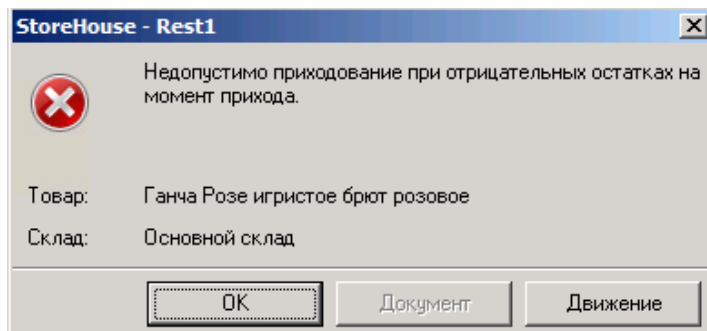 StoreHouse - Rest1
Недопустимо приходование при отрицательных остатках на
момент прихода.
Товар: Ганча Розе игристое брют розовое
Склад: Основной склад
OK Документ Движение